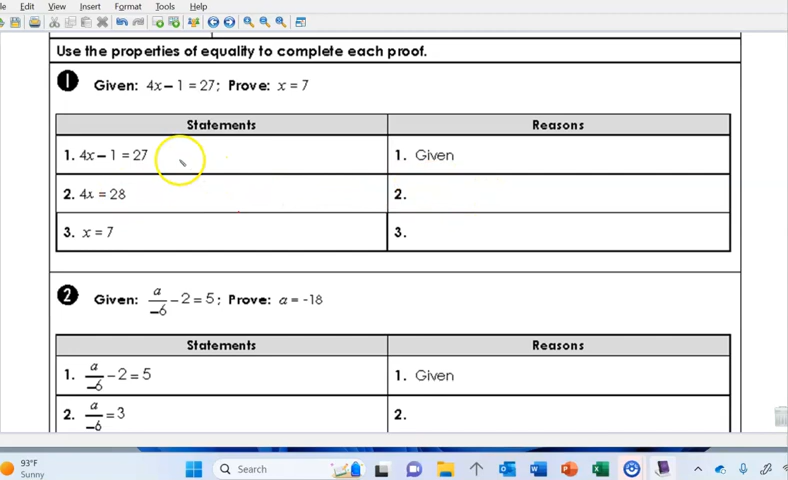 Edit View Insert Format Tools Help
Use the properties of equality to complete each proof.
1 Given: 4x – 1 = 27; Prove: x = 7
Statements Reasons
1. 4x – 1 = 27 1. Given
2. 4x = 28 2.
3. x = 7 3.
2 Given: a/–6 – 2 = 5; Prove: a = -18
Statements Reasons
1. a/–6 – 2 = 5 1. Given
2. a/–6 = 3 2.
93°F
Sunny
Search